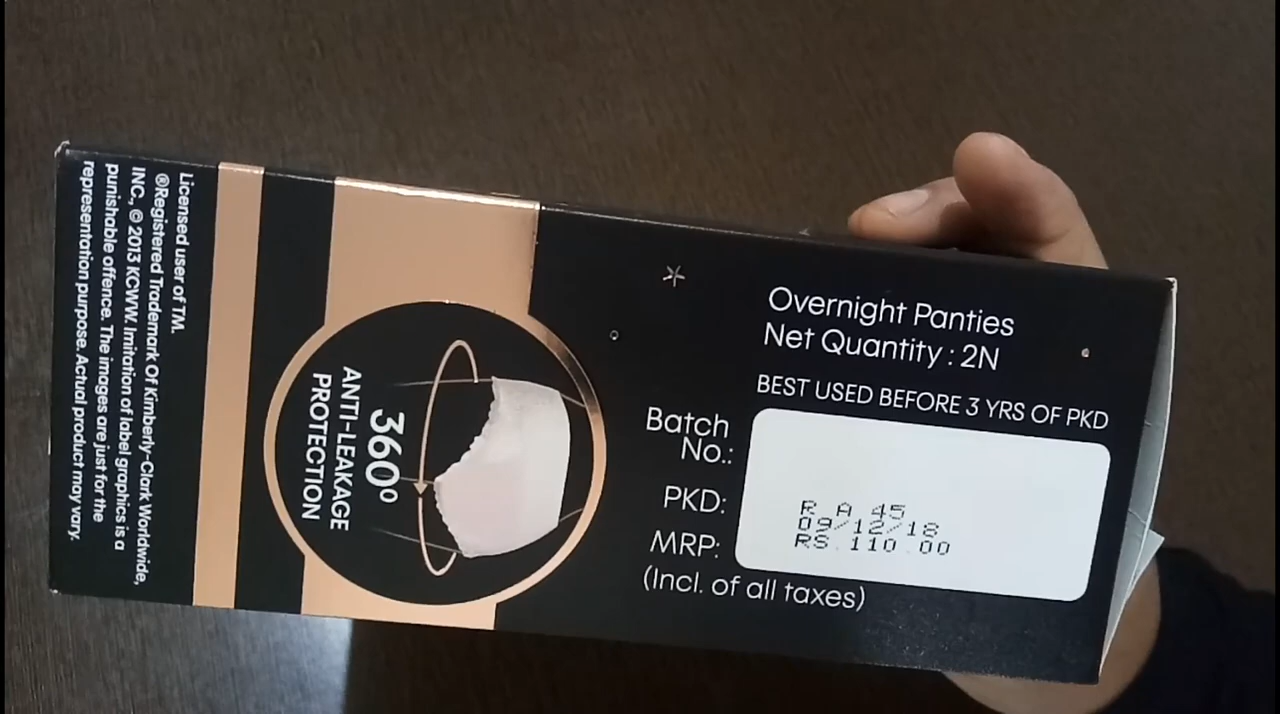 Overnight Panties
Net Quantity : 2N
BEST USED BEFORE 3 YRS OF PKD
Batch
No.:
R A 45
PKD:
09/12/18
MRP:
RS 110.00
(Incl. of all taxes)
360º
ANTI-LEAKAGE
PROTECTION
Licensed user of TM.
®Registered Trademark Of Kimberly-Clark Worldwide,
INC., © 2013 KCWW. Imitation of label graphics is a
punishable offence. The images are just for the
representation purpose. Actual product may vary.